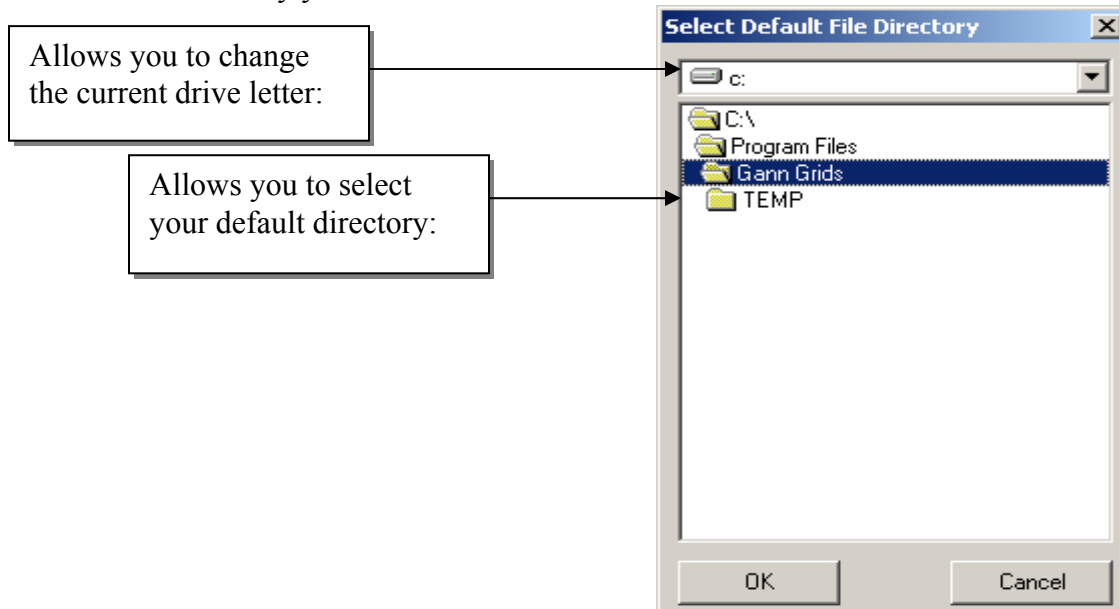 Allows you to change
the current drive letter:
Allows you to select
your default directory:
Select Default File Directory
c:
C:\
Program Files
Gann Grids
TEMP
OK
Cancel